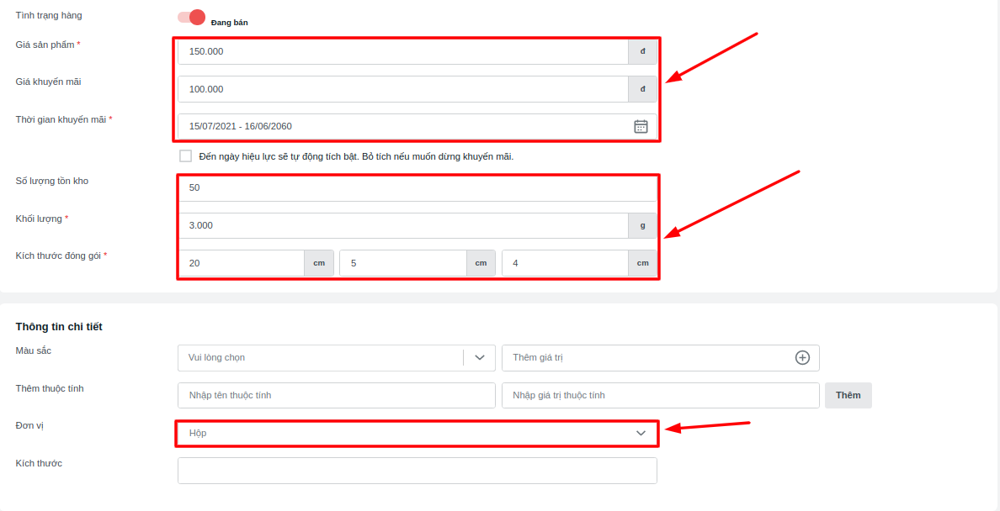 Tình trạng hàng
Đang bán
Giá sản phẩm *
150.000 đ
Giá khuyến mãi
100.000 đ
Thời gian khuyến mãi *
15/07/2021 - 16/06/2060
Đến ngày hiệu lực sẽ tự động tích bật. Bỏ tích nếu muốn dừng khuyến mãi.
Số lượng tồn kho
50
Khối lượng *
3.000 g
Kích thước đóng gói *
20 cm 5 cm 4 cm
Thông tin chi tiết
Màu sắc
Vui lòng chọn Thêm giá trị
Thêm thuộc tính
Nhập tên thuộc tính Nhập giá trị thuộc tính Thêm
Đơn vị
Hộp
Kích thước